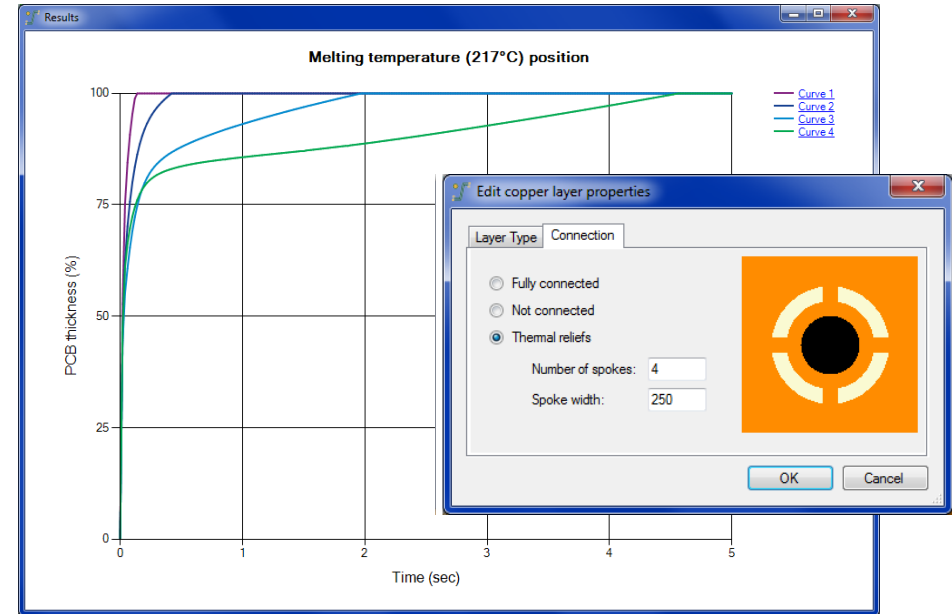 Results
Melting temperature (217°C) position
100
75
50
25
0
PCB thickness (%)
0
1
2
3
4
5
Time (sec)
Curve 1
Curve 2
Curve 3
Curve 4
Edit copper layer properties
Layer Type
Connection
Fully connected
Not connected
Thermal reliefs
Number of spokes: 4
Spoke width: 250
OK
Cancel